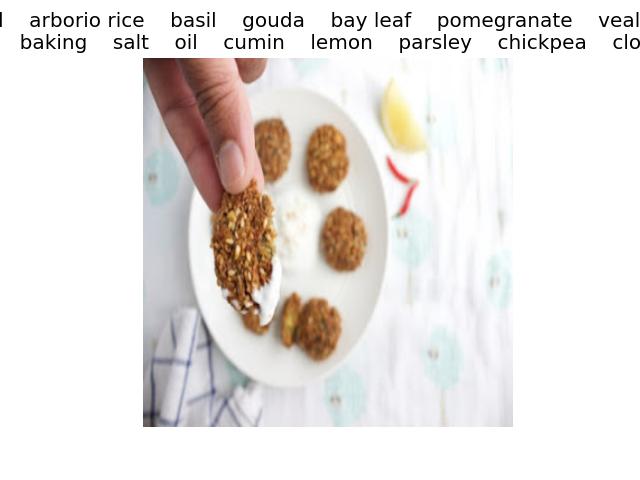 arborio rice basil gouda bay leaf pomegranate veal
baking salt oil cumin lemon parsley chickpea